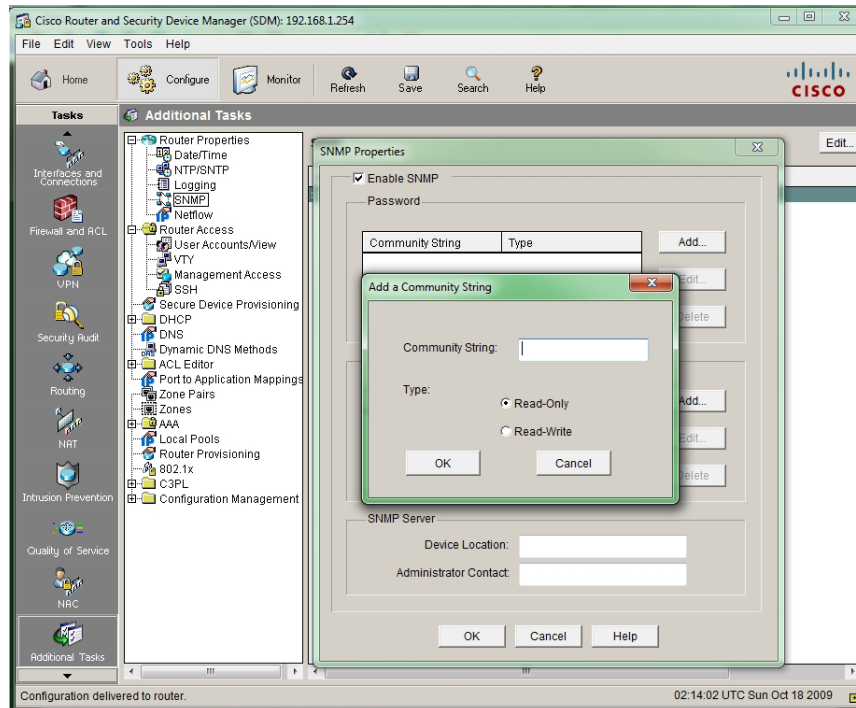 Cisco Router and Security Device Manager (SDM): 192.168.1.254
File Edit View Tools Help
Home Configure Monitor Refresh Save Search Help
CISCO
Tasks
Additional Tasks
Interfaces and Connections
Firewall and ACL
VPN
Security Audit
Routing
NAT
Intrusion Prevention
Quality of Service
NAC
Additional Tasks
Router Properties
Date/Time
NTP/SNTP
Logging
SNMP
Netflow
Router Access
User Accounts/View
VTY
Management Access
SSH
Secure Device Provisioning
DHCP
DNS
Dynamic DNS Methods
ACL Editor
Port to Application Mappings
Zone Pairs
Zones
AAA
Local Pools
Router Provisioning
802.1x
C3PL
Configuration Management
Edit...
SNMP Properties
Enable SNMP
Password
Community String Type
Add...
Edit...
Delete
Add a Community String
Community String:
Type:
Read-Only
Read-Write
OK Cancel
Add...
Edit...
Delete
SNMP Server
Device Location:
Administrator Contact:
OK Cancel Help
Configuration delivered to router.
02:14:02 UTC Sun Oct 18 2009